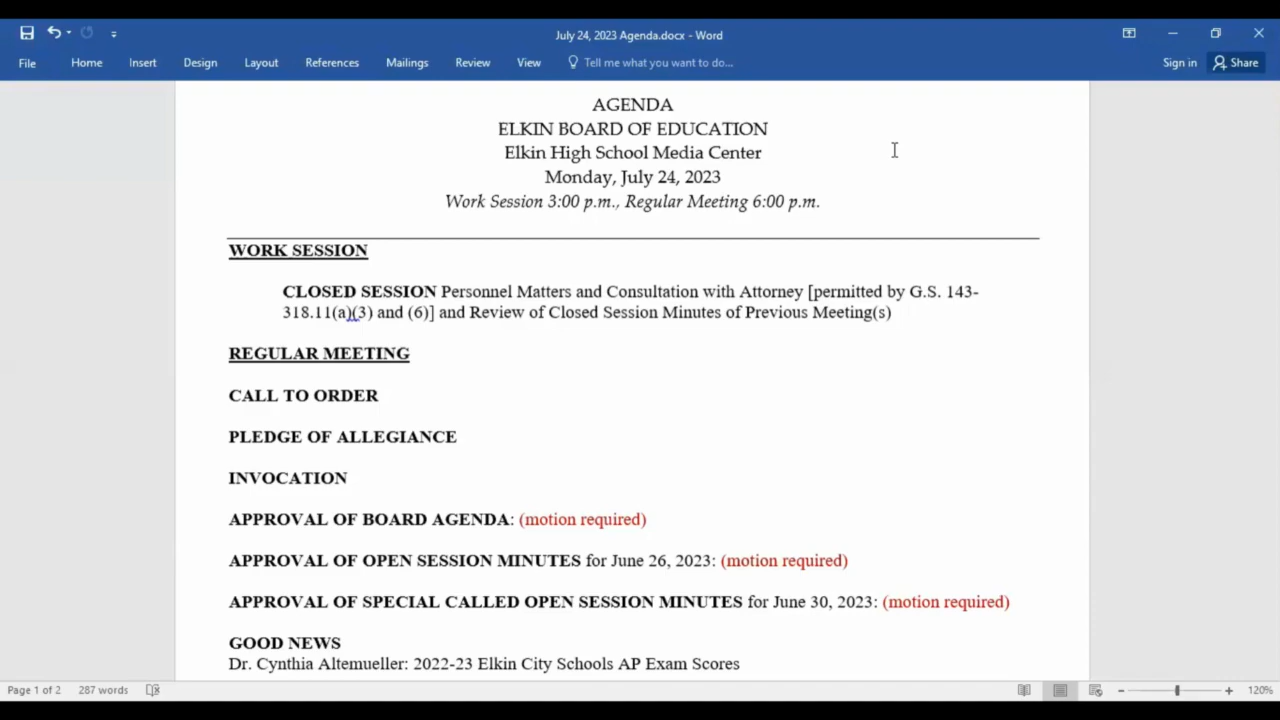 July 24, 2023 Agenda.docx - Word
File Home Insert Design Layout References Mailings Review View Tell me what you want to do... Sign in Share
AGENDA
ELKIN BOARD OF EDUCATION
Elkin High School Media Center
Monday, July 24, 2023
Work Session 3:00 p.m., Regular Meeting 6:00 p.m.
WORK SESSION
CLOSED SESSION Personnel Matters and Consultation with Attorney [permitted by G.S. 143-
318.11(a)(3) and (6)] and Review of Closed Session Minutes of Previous Meeting(s)
REGULAR MEETING
CALL TO ORDER
PLEDGE OF ALLEGIANCE
INVOCATION
APPROVAL OF BOARD AGENDA: (motion required)
APPROVAL OF OPEN SESSION MINUTES for June 26, 2023: (motion required)
APPROVAL OF SPECIAL CALLED OPEN SESSION MINUTES for June 30, 2023: (motion required)
GOOD NEWS
Dr. Cynthia Altemueller: 2022-23 Elkin City Schools AP Exam Scores
Page 1 of 2 287 words 120%